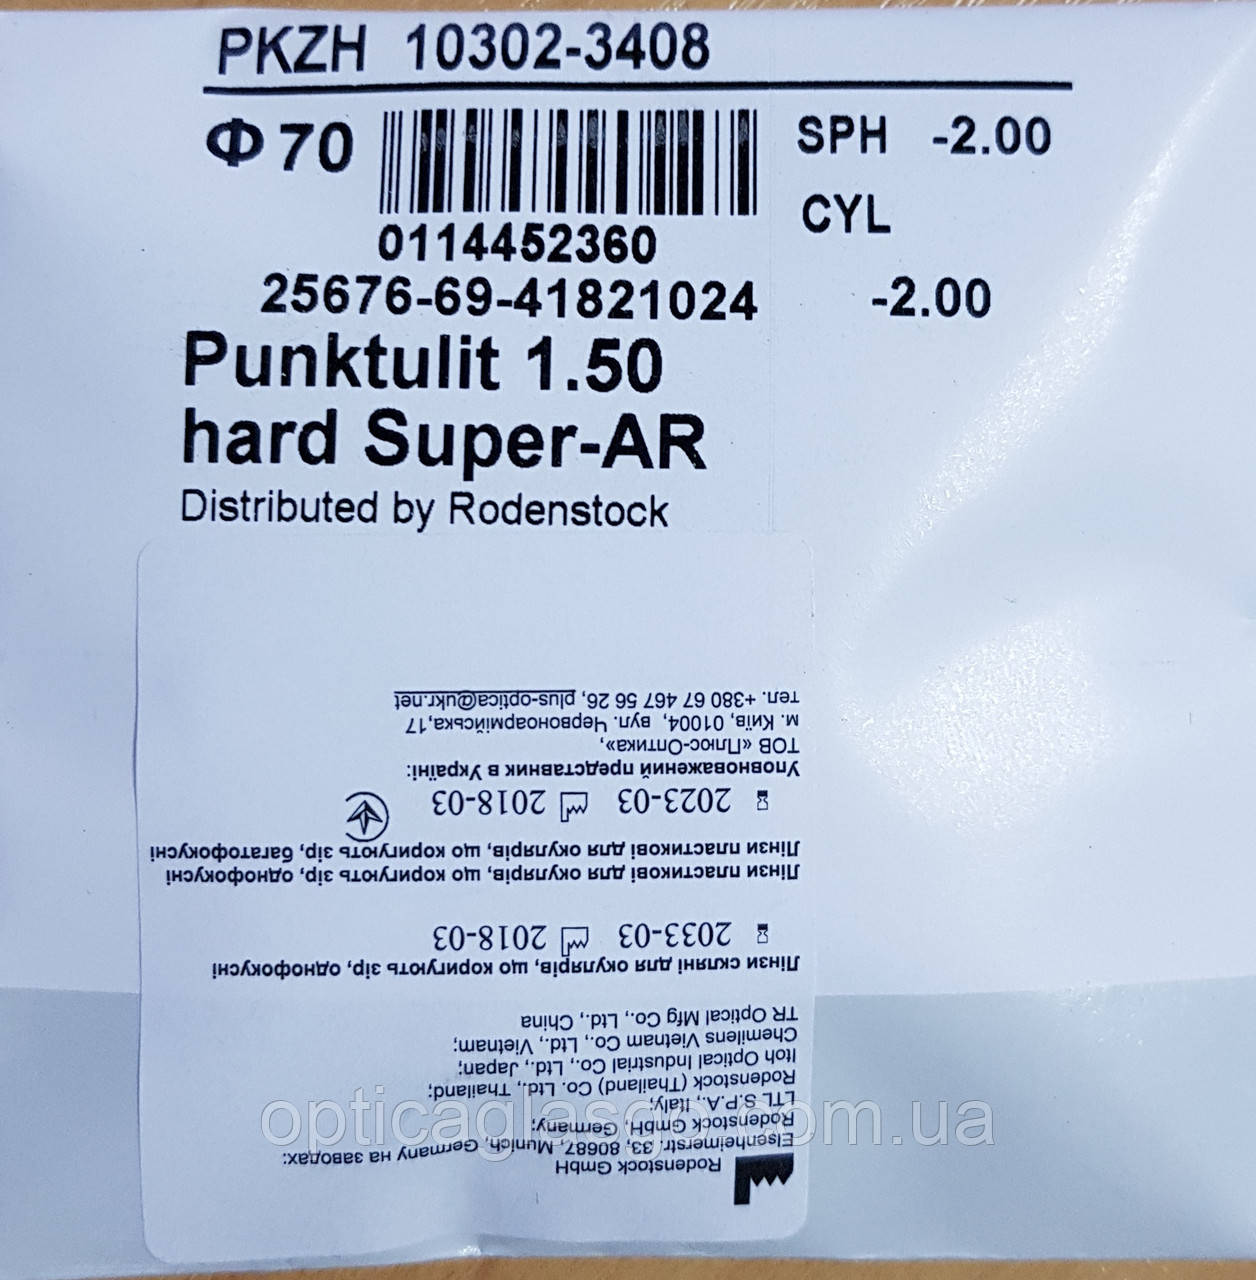 PKZH 10302-3408
Φ70
SPH -2.00
CYL
0114452360
25676-69-41821024
-2.00
Punktulit 1.50
hard Super-AR
Distributed by Rodenstock
Rodenstock GmbH
Elsenheimerstr.33, 80687, Munich, Germany на заводах:
Rodenstock GmbH, Germany;
LTL S.P.A., Italy;
Rodenstock (Thailand) Co. Ltd., Thailand;
Itoh Optical Industrial Co., Ltd., Japan;
Chemilens Vietnam Co., Ltd., Vietnam;
TR Optical Mfg Co., Ltd., China
Лінзи скляні для окулярів, що коригують зір, однофокусні
2033-03 2018-03
Лінзи пластикові для окулярів, що коригують зір, однофокусні
Лінзи пластикові для окулярів, що коригують зір, багатофокусні
2023-03 2018-03
Уповноважений представник в Україні:
ТОВ «Плюс-Оптика»,
м. Київ, 01004, вул. Червоноармійська,17
тел. +380 67 467 56 26, plus-optica@ukr.net
opticaglasgo.com.ua